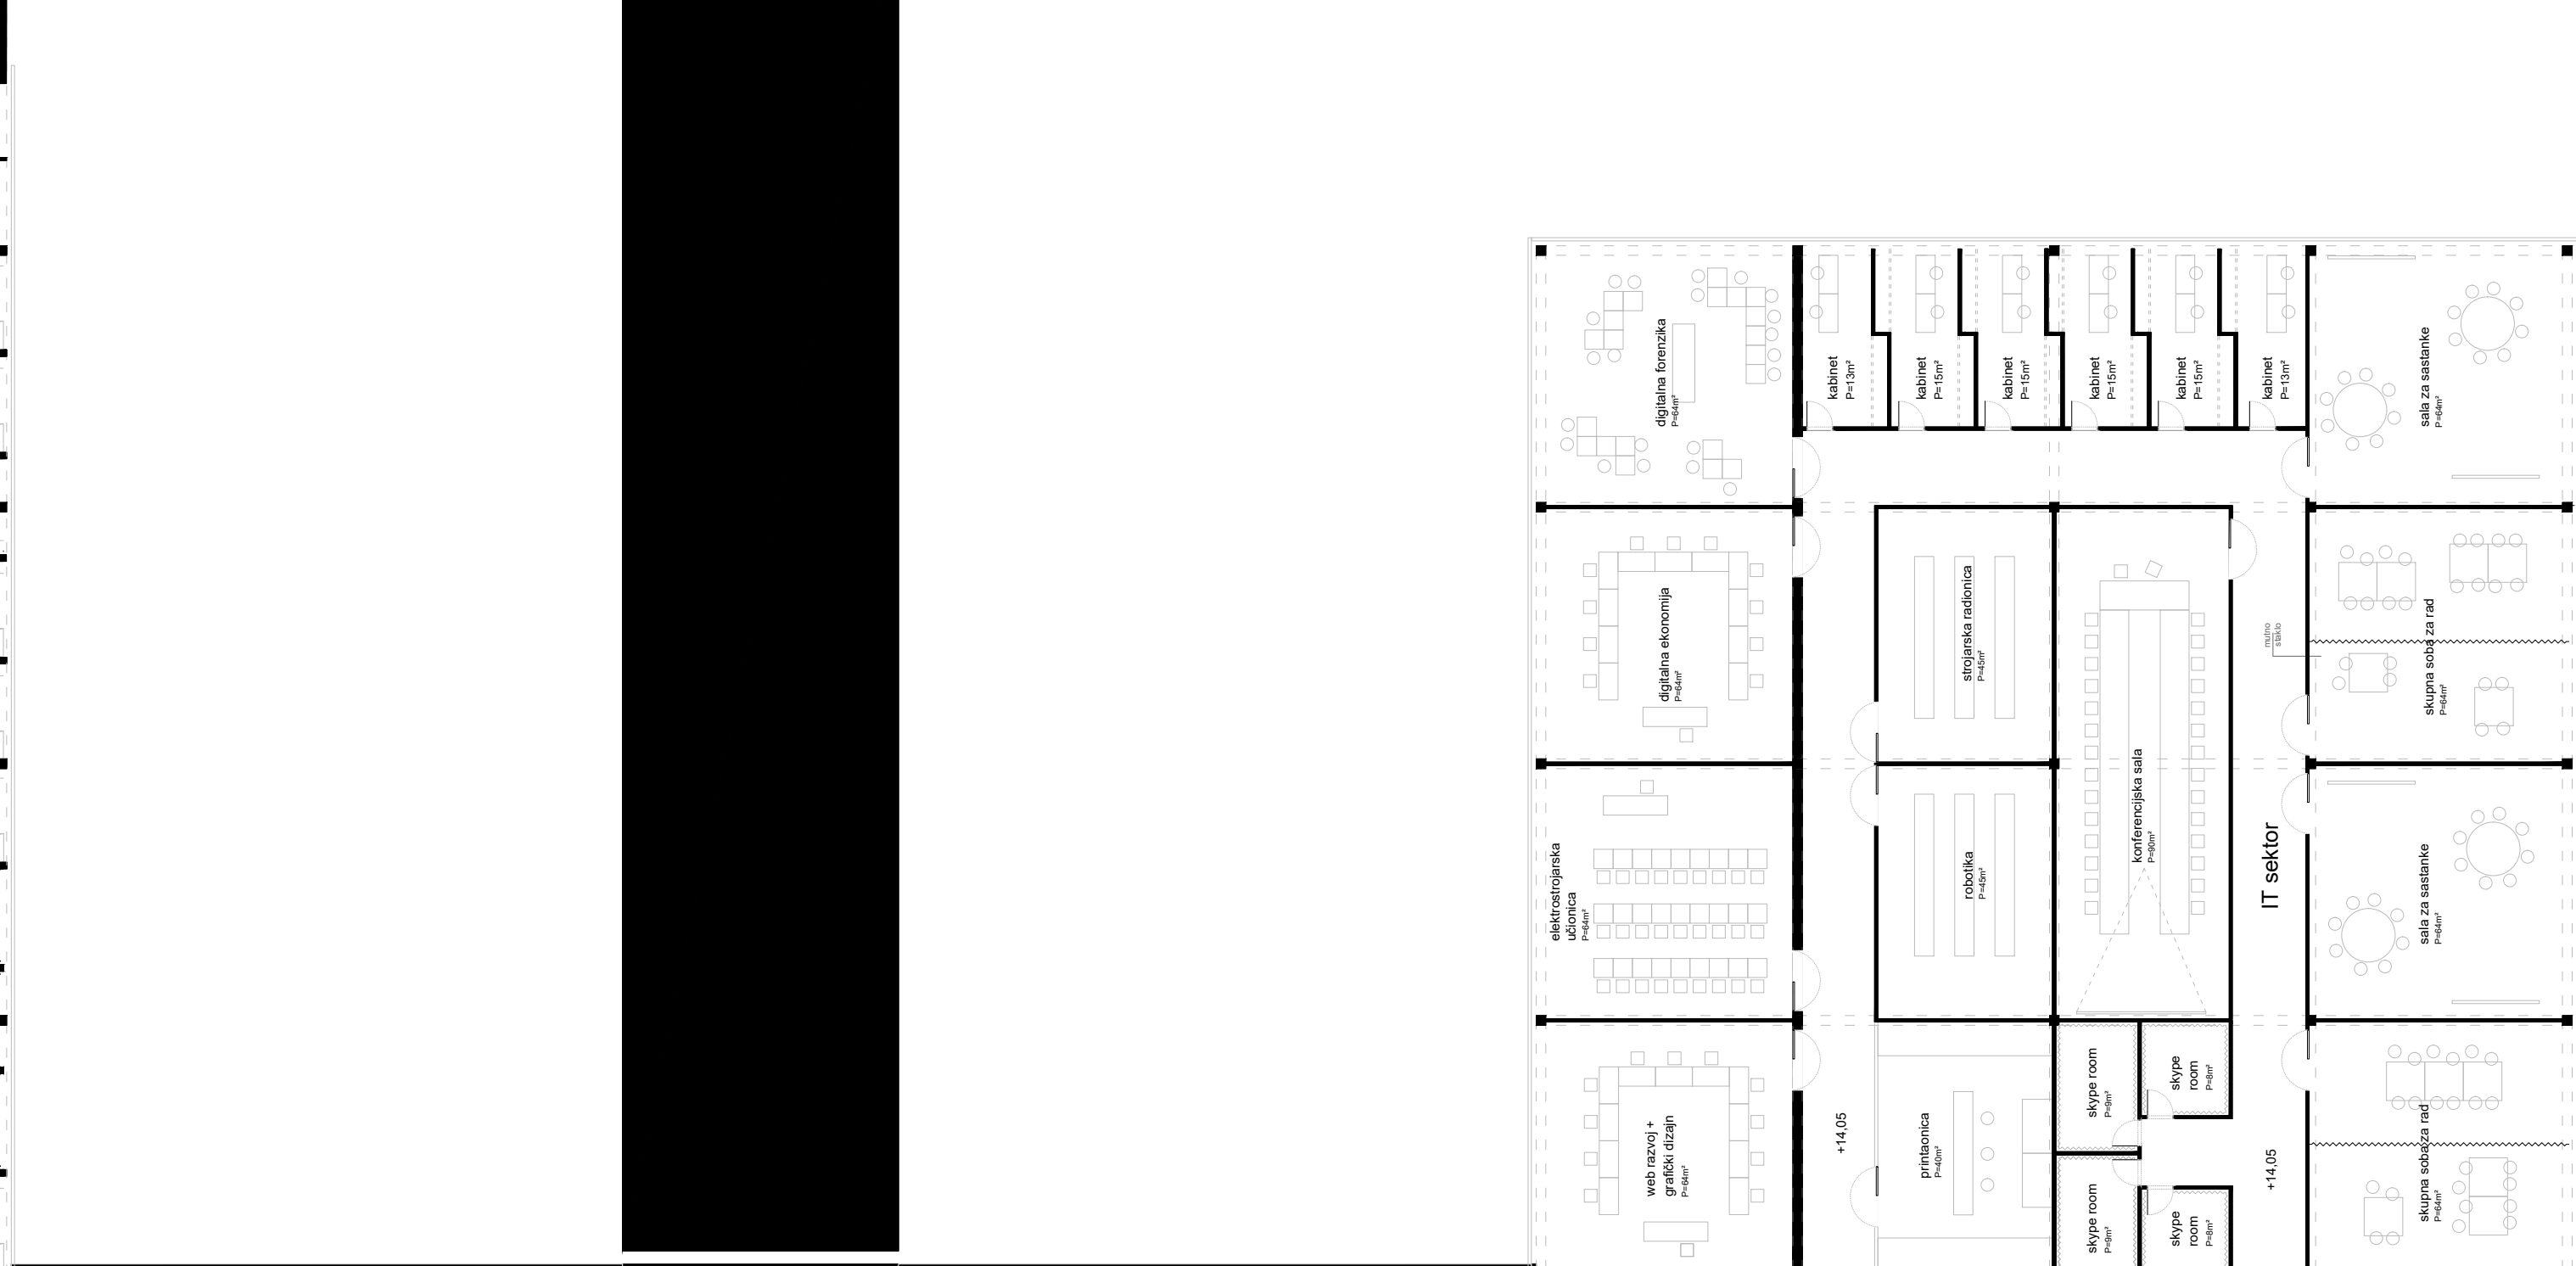 digitalna forenzika
P=64m²
kabinet
P=13m²
kabinet
P=15m²
kabinet
P=15m²
kabinet
P=15m²
kabinet
P=15m²
kabinet
P=13m²
sala za sastanke
P=64m²
digitalna ekonomija
P=64m²
strojarska radionica
P=45m²
konferencijska sala
P=90m²
mutno
staklo
skupna soba za rad
P=64m²
elektrostrojarska
učionica
P=64m²
robotika
P=45m²
IT sektor
sala za sastanke
P=64m²
web razvoj +
grafički dizajn
P=64m²
+14,05
printaonica
P=40m²
skype room
P=9m²
skype
room
P=8m²
skype room
P=9m²
skype
room
P=8m²
+14,05
skupna soba za rad
P=64m²